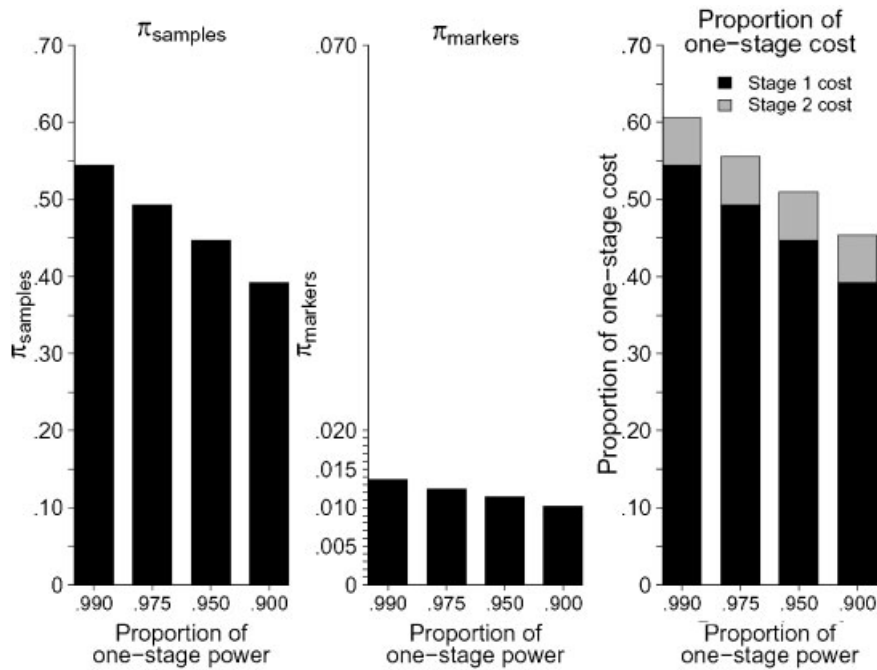 πsamples
.70
.60
.50
.40
.30
.20
.10
0
πsamples
.990 .975 .950 .900
Proportion of
one-stage power
πmarkers
.070
.020
.015
.010
.005
0
πmarkers
.990 .975 .950 .900
Proportion of
one-stage power
Proportion of
one-stage cost
Stage 1 cost
Stage 2 cost
.70
.60
.50
.40
.30
.20
.10
0
Proportion of one-stage cost
.990 .975 .950 .900
Proportion of
one-stage power